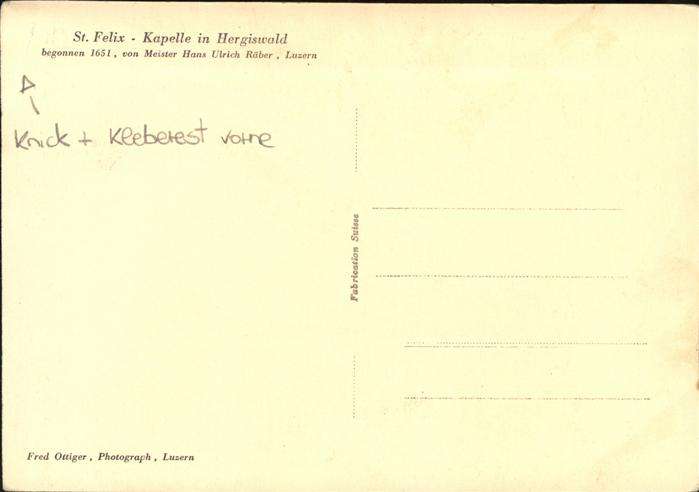 St. Felix - Kapelle in Hergiswald
begonnen 1651, von Meister Hans Ulrich Räber, Luzern
Knick + Kleberest vorne
Fabrication Suisse
Fred Ottiger, Photograph, Luzern